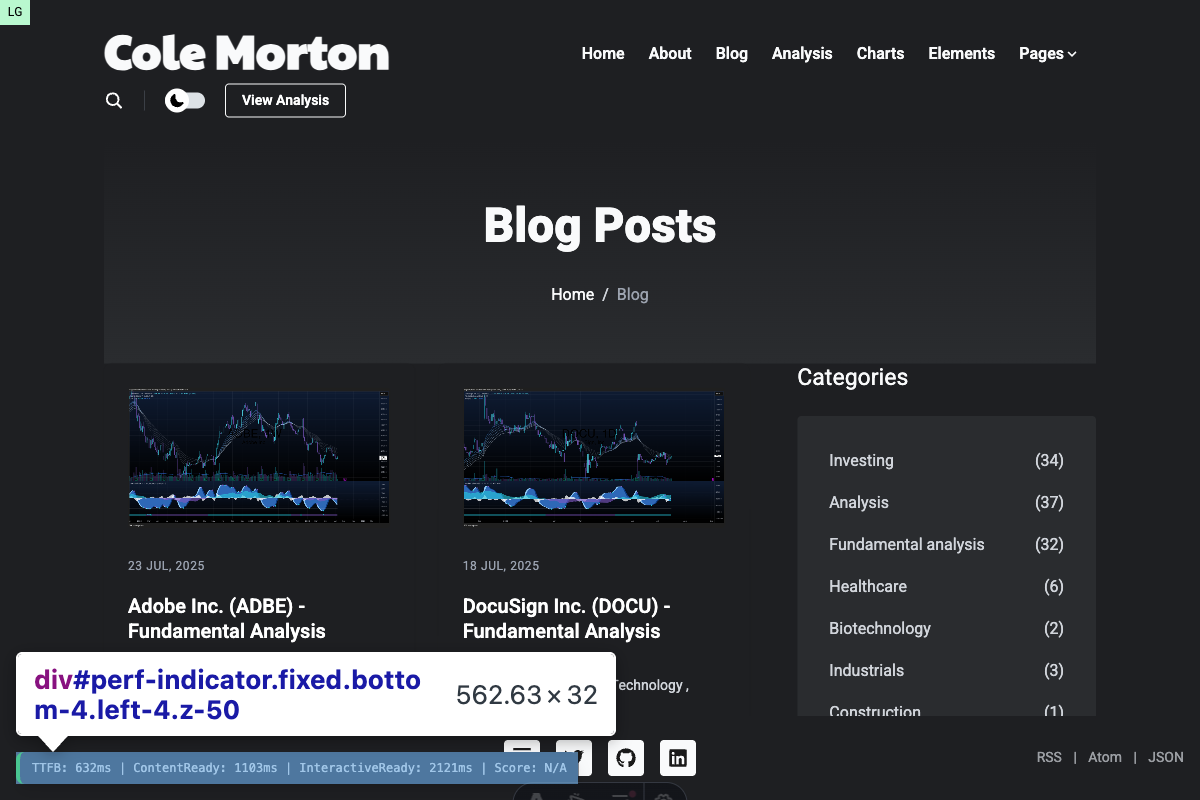 LG
Cole Morton
Home About Blog Analysis Charts Elements Pages
View Analysis
Blog Posts
Home / Blog
Categories
Investing (34)
Analysis (37)
Fundamental analysis (32)
Healthcare (6)
Biotechnology (2)
Industrials (3)
Construction (1)
23 JUL, 2025
Adobe Inc. (ADBE) -
Fundamental Analysis
18 JUL, 2025
DocuSign Inc. (DOCU) -
Fundamental Analysis
Technology ,
div#perf-indicator.fixed.botto
m-4.left-4.z-50
562.63 × 32
TTFB: 632ms | ContentReady: 1103ms | InteractiveReady: 2121ms | Score: N/A
RSS | Atom | JSON